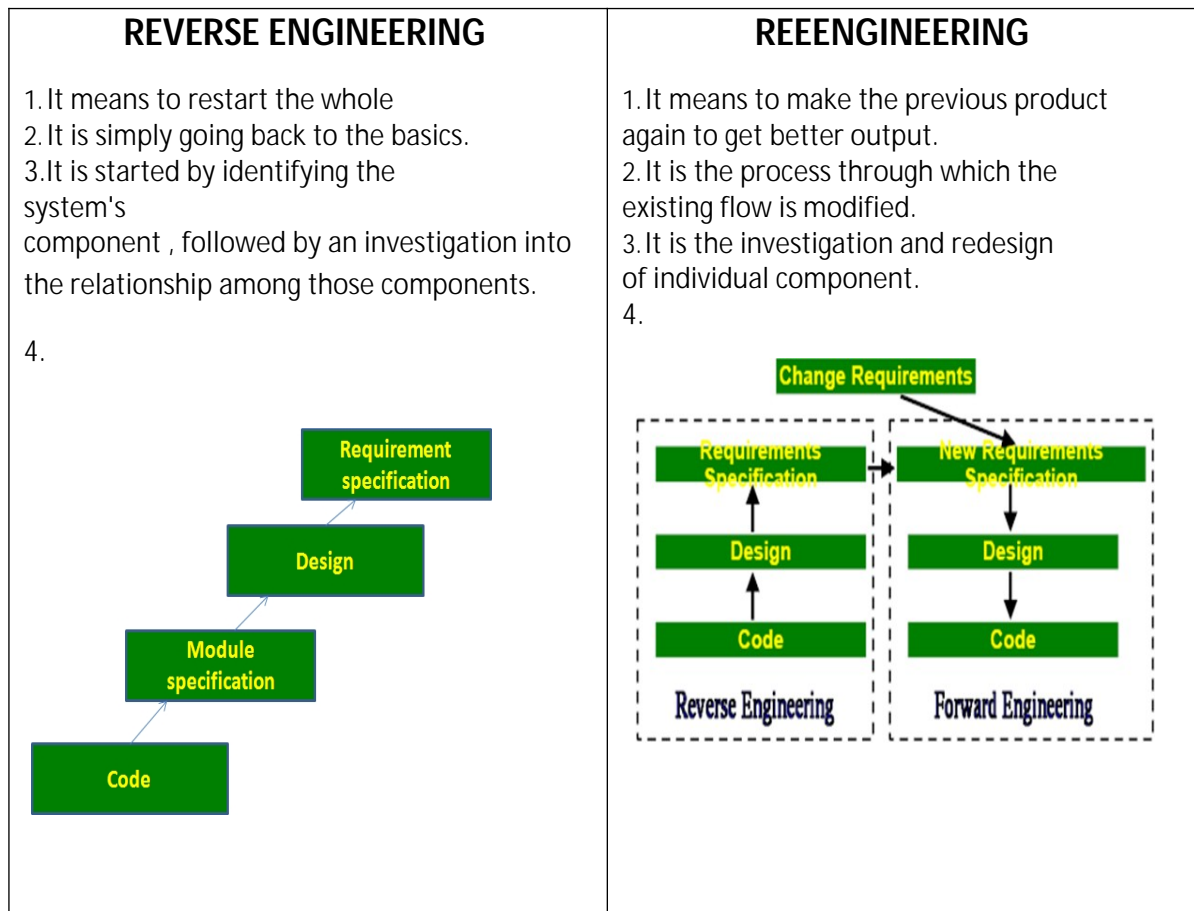 REVERSE ENGINEERING
1. It means to restart the whole
2. It is simply going back to the basics.
3.It is started by identifying the
system's
component , followed by an investigation into
the relationship among those components.
4.
Requirement
specification
Design
Module
specification
Code
REEENGINEERING
1. It means to make the previous product
again to get better output.
2. It is the process through which the
existing flow is modified.
3. It is the investigation and redesign
of individual component.
4.
Change Requirements
Requirements
Specification
Design
Code
Reverse Engineering
New Requirements
Specification
Design
Code
Forward Engineering